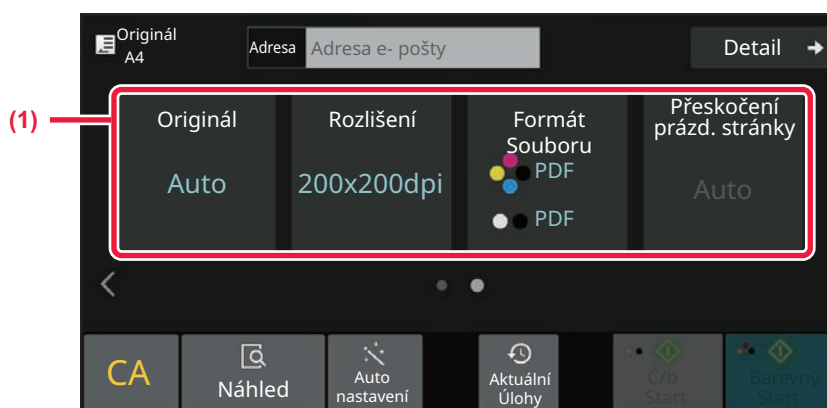 Originál
A4
Adresa
Adresa e- pošty
Detail
(1)
Originál
Auto
Rozlišení
200x200dpi
Formát
Souboru
PDF
PDF
Přeskočení
prázd. stránky
Auto
CA
Náhled
Auto
nastavení
Aktuální
Úlohy
Č/b
Start
Barevný
Start